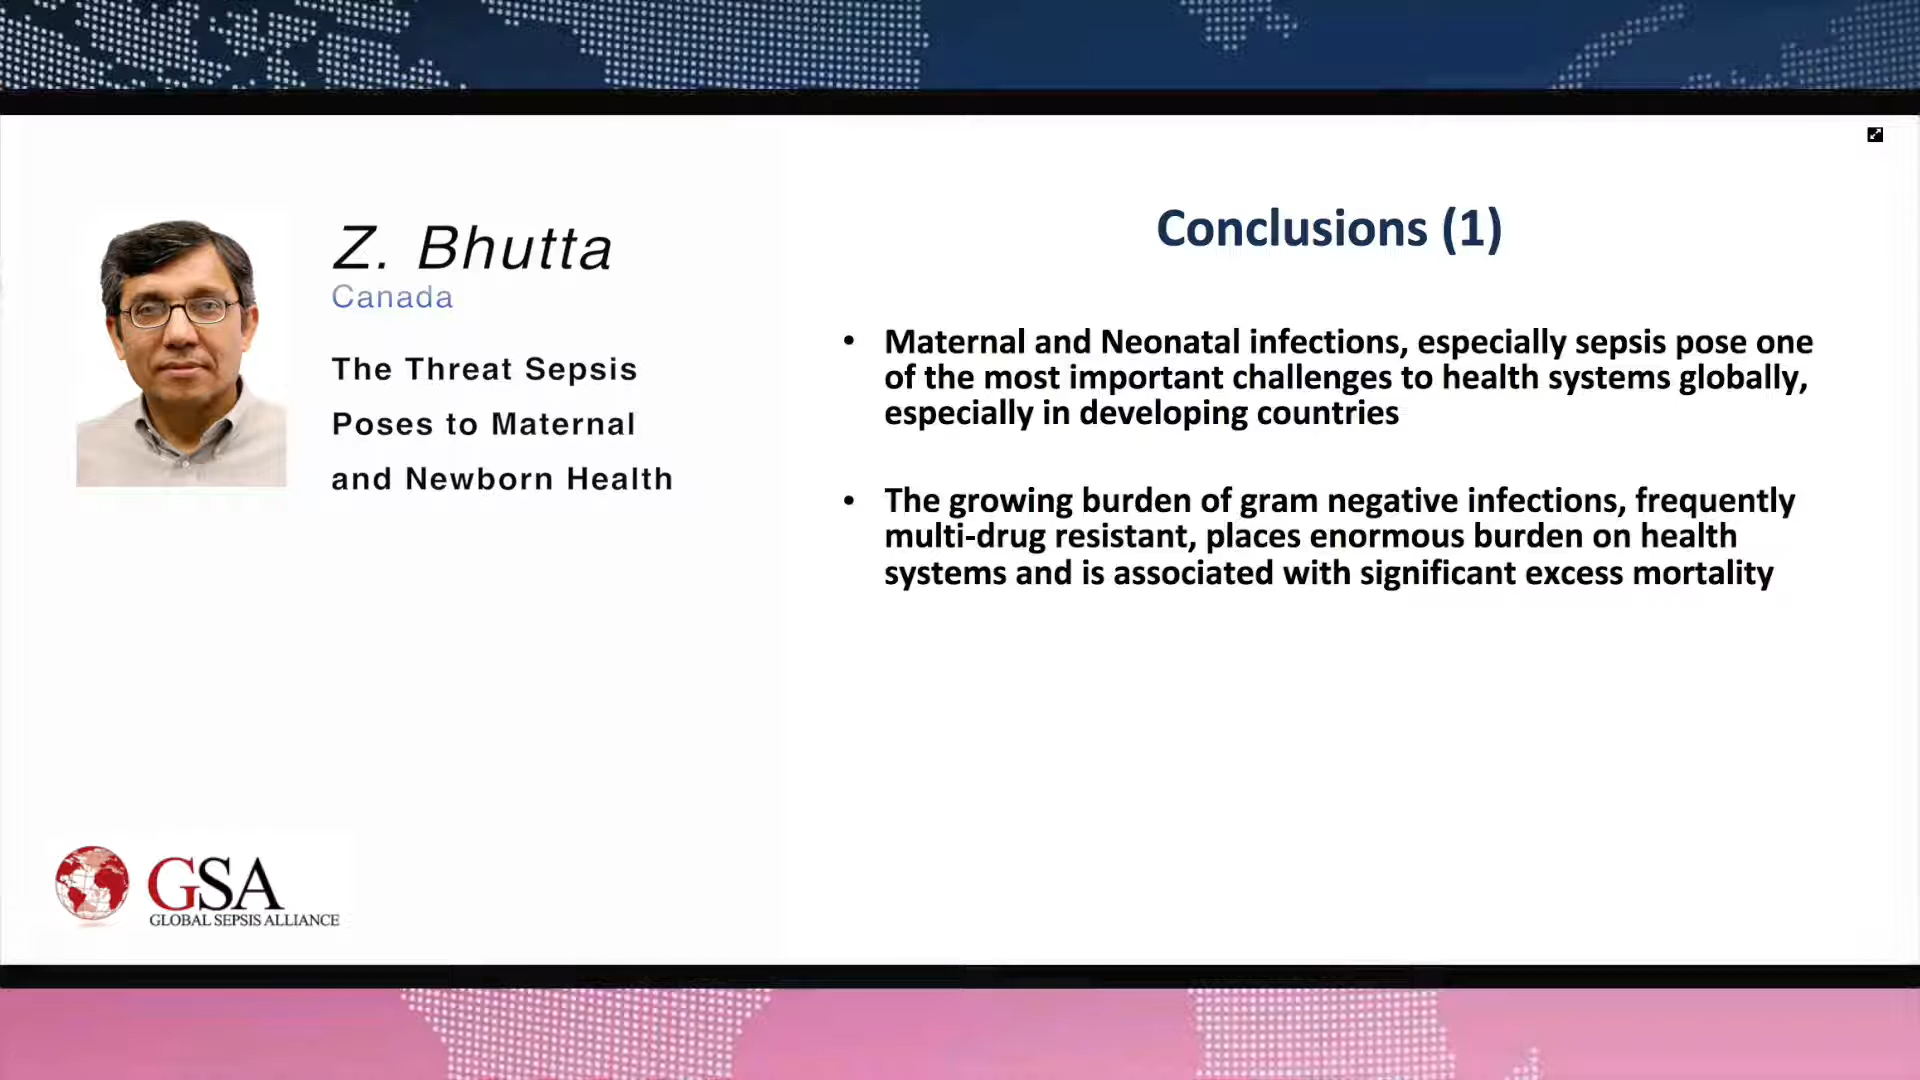 Z. Bhutta
Canada
The Threat Sepsis
Poses to Maternal
and Newborn Health
GSA
GLOBAL SEPSIS ALLIANCE
Conclusions (1)
• Maternal and Neonatal infections, especially sepsis pose one
of the most important challenges to health systems globally,
especially in developing countries
• The growing burden of gram negative infections, frequently
multi-drug resistant, places enormous burden on health
systems and is associated with significant excess mortality